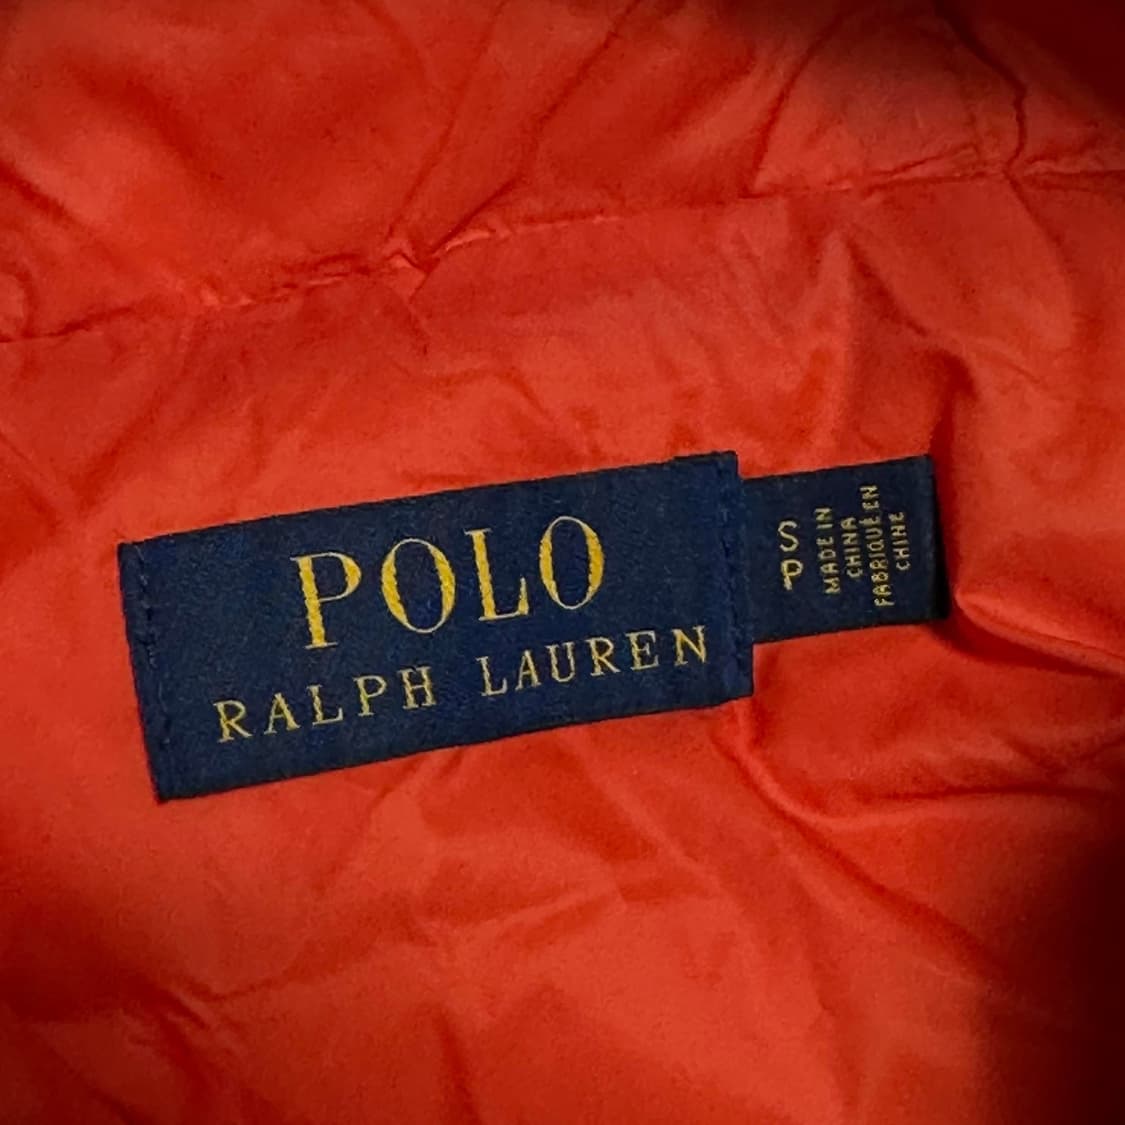 POLO
RALPH LAUREN
S
P
MADE IN
CHINA
FABRIQUÉ EN
CHINE